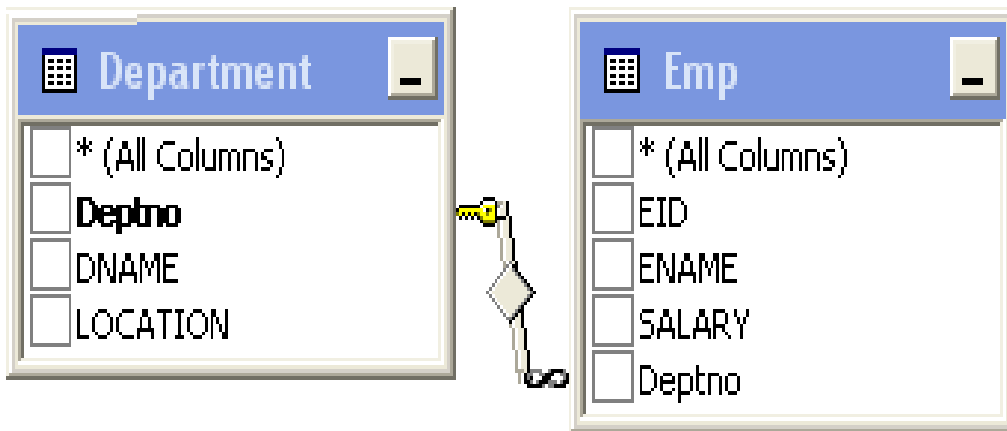 Department
* (All Columns)
Deptno
DNAME
LOCATION
Emp
* (All Columns)
EID
ENAME
SALARY
Deptno